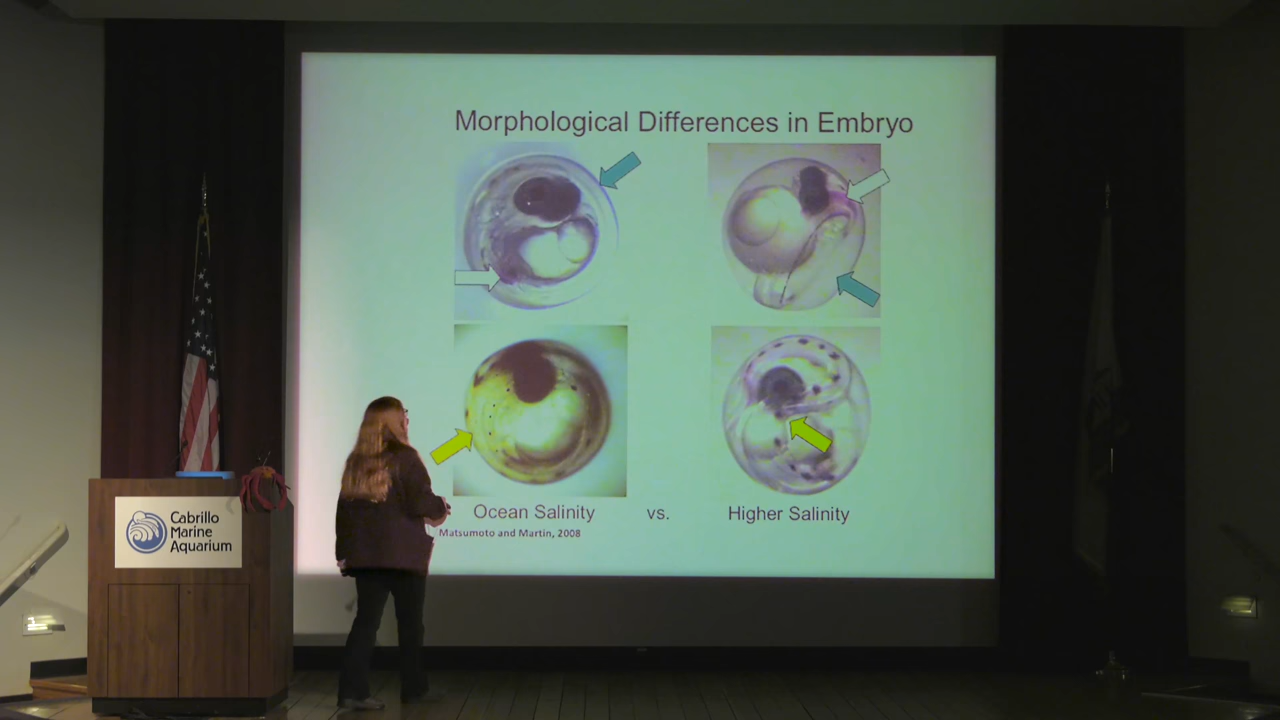 Morphological Differences in Embryo
Ocean Salinity vs. Higher Salinity
Matsumoto and Martin, 2008
Cabrillo
Marine
Aquarium